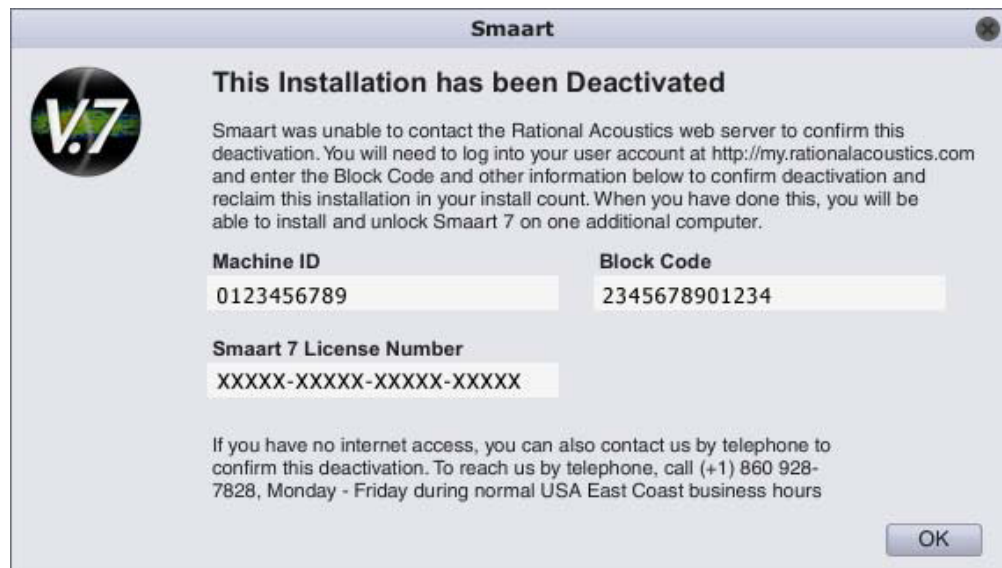 Smaart
V.7
This Installation has been Deactivated
Smaart was unable to contact the Rational Acoustics web server to confirm this
deactivation. You will need to log into your user account at http://my.rationalacoustics.com
and enter the Block Code and other information below to confirm deactivation and
reclaim this installation in your install count. When you have done this, you will be
able to install and unlock Smaart 7 on one additional computer.
Machine ID
Block Code
0123456789
2345678901234
Smaart 7 License Number
XXXXX-XXXXX-XXXXX-XXXXX
If you have no internet access, you can also contact us by telephone to
confirm this deactivation. To reach us by telephone, call (+1) 860 928-
7828, Monday - Friday during normal USA East Coast business hours
OK